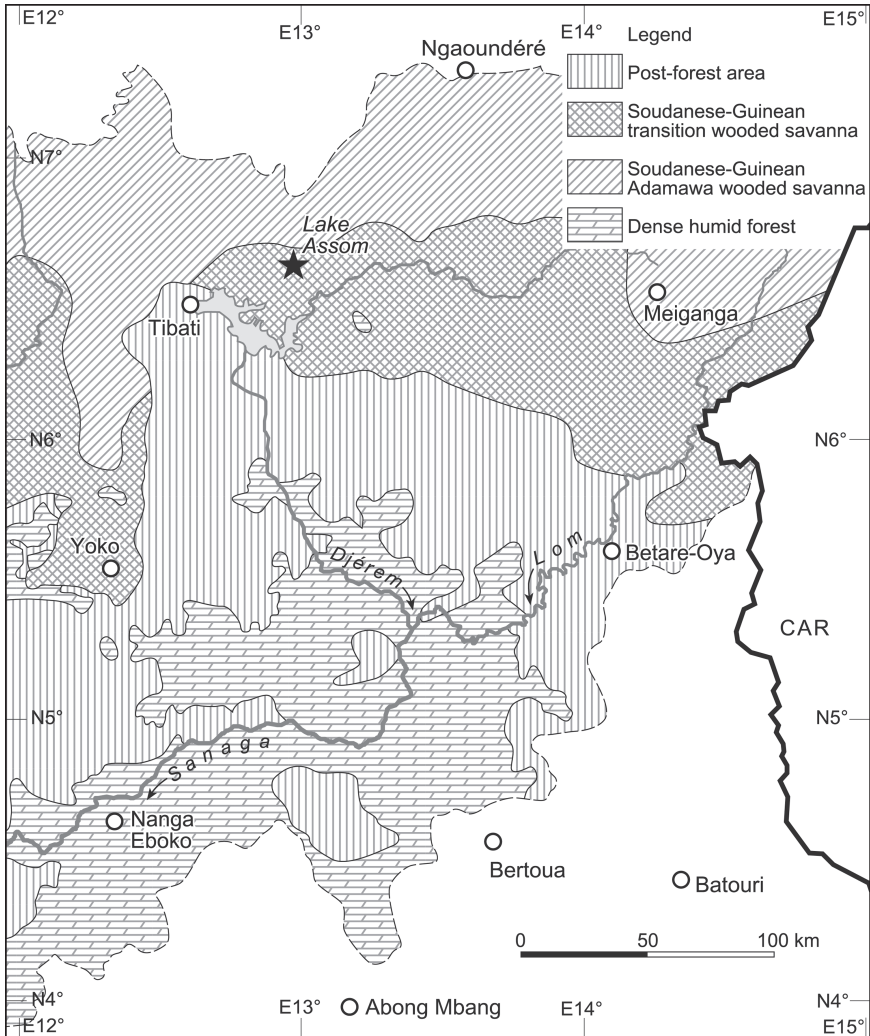 E12°
E13°
E14°
E15°
Legend
Post-forest area
Soudanese-Guinean
transition wooded savanna
Soudanese-Guinean
Adamawa wooded savanna
Dense humid forest
Ngaoundéré
N7°
Lake
Assom
Tibati
Meiganga
N6°
N6°
Yoko
Djérem
Lom
Betare-Oya
CAR
N5°
N5°
Sanaga
Nanga
Eboko
Bertoua
Batouri
0
50
100 km
N4°
E12°
E13°
Abong Mbang
E14°
N4°
E15°